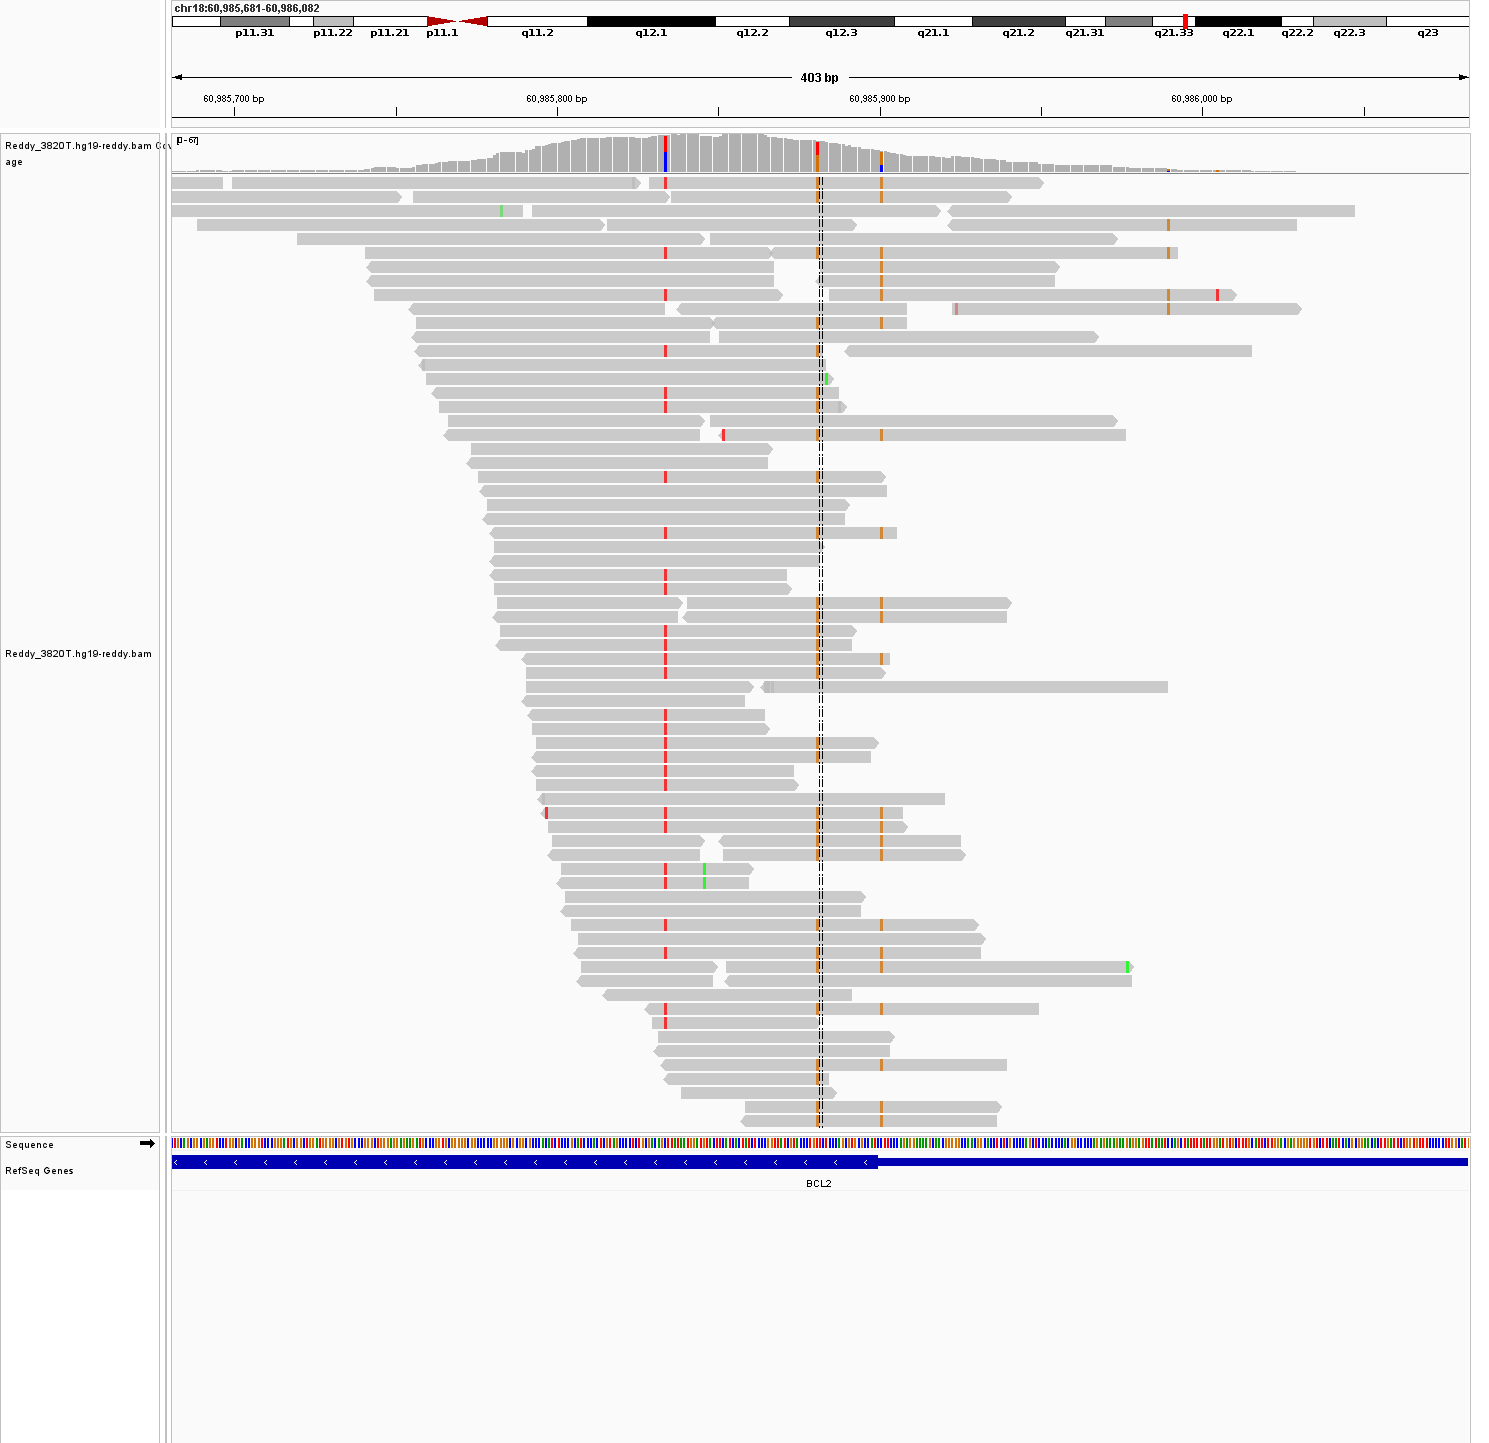 chr18:60,985,681-60,986,082
p11.31 p11.22 p11.21 p11.1 q11.2 q12.1 q12.2 q12.3 q21.1 q21.2 q21.31 q21.33 q22.1 q22.2 q22.3 q23
403 bp
60,985,700 bp 60,985,800 bp 60,985,900 bp 60,986,000 bp
Reddy_3820T.hg19-reddy.bam Cov
age
[0-67]
Reddy_3820T.hg19-reddy.bam
Sequence
RefSeq Genes
BCL2